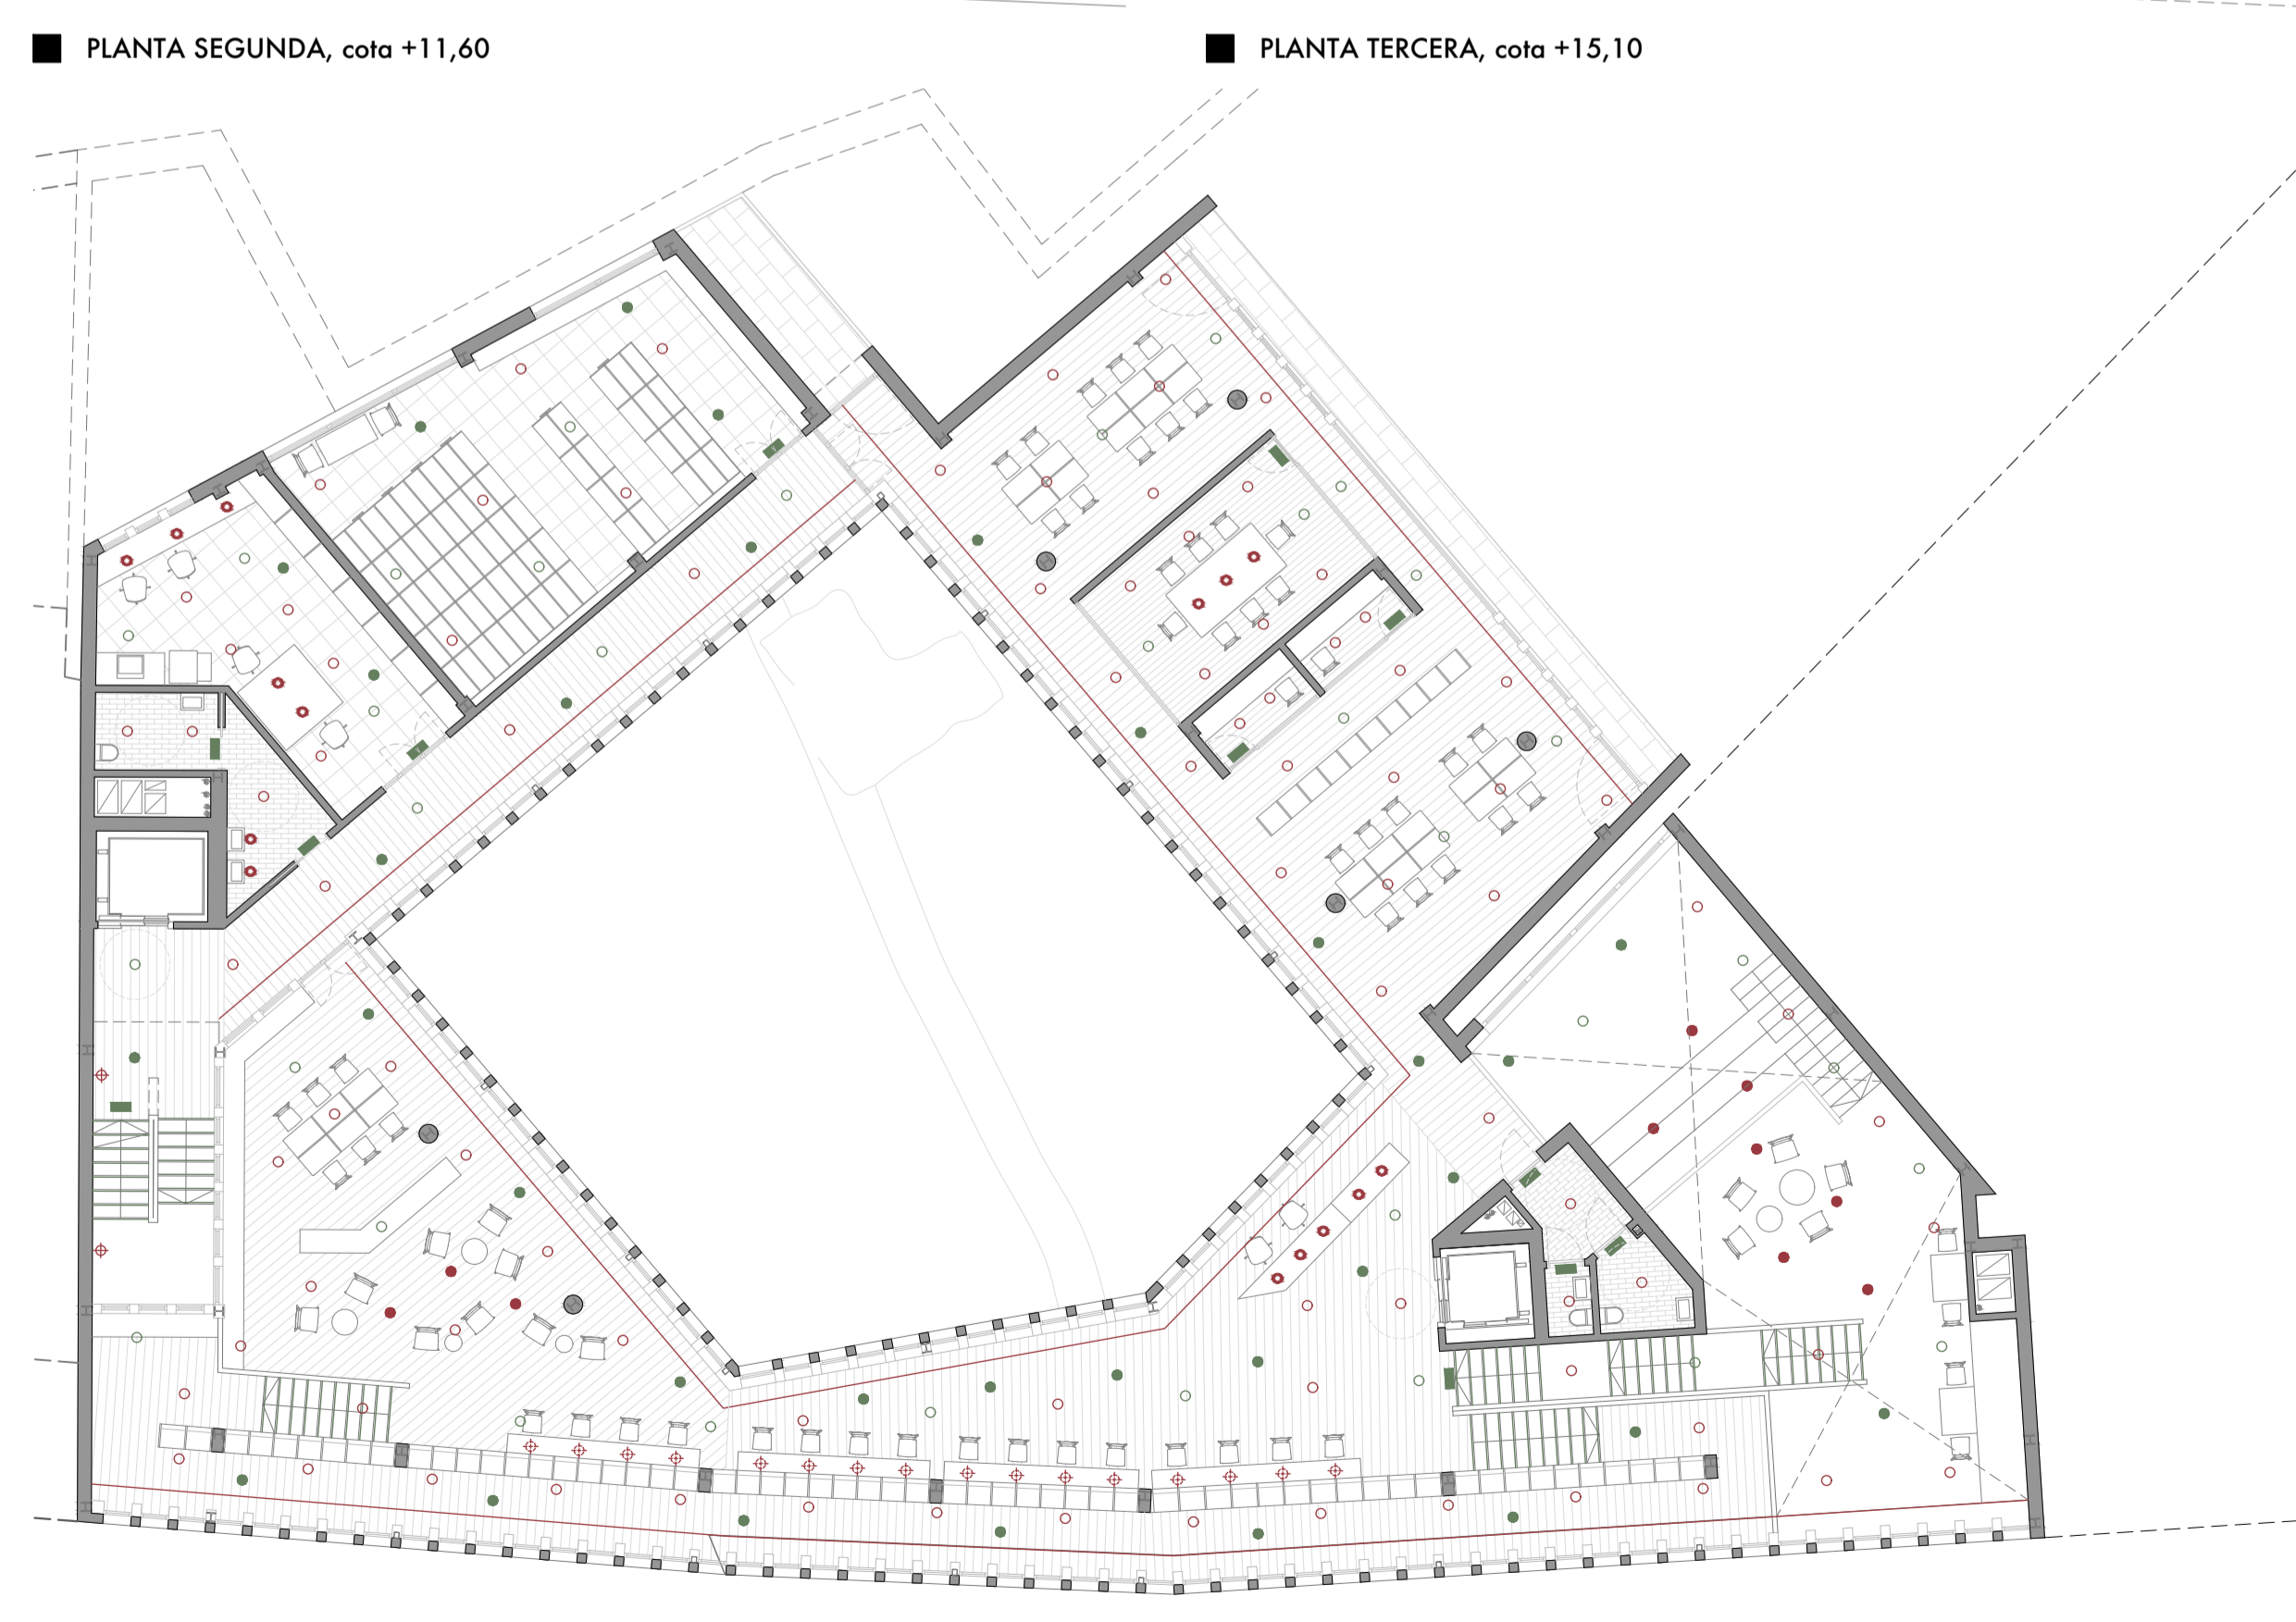 PLANTA SEGUNDA, cota +11,60
PLANTA TERCERA, cota +15,10